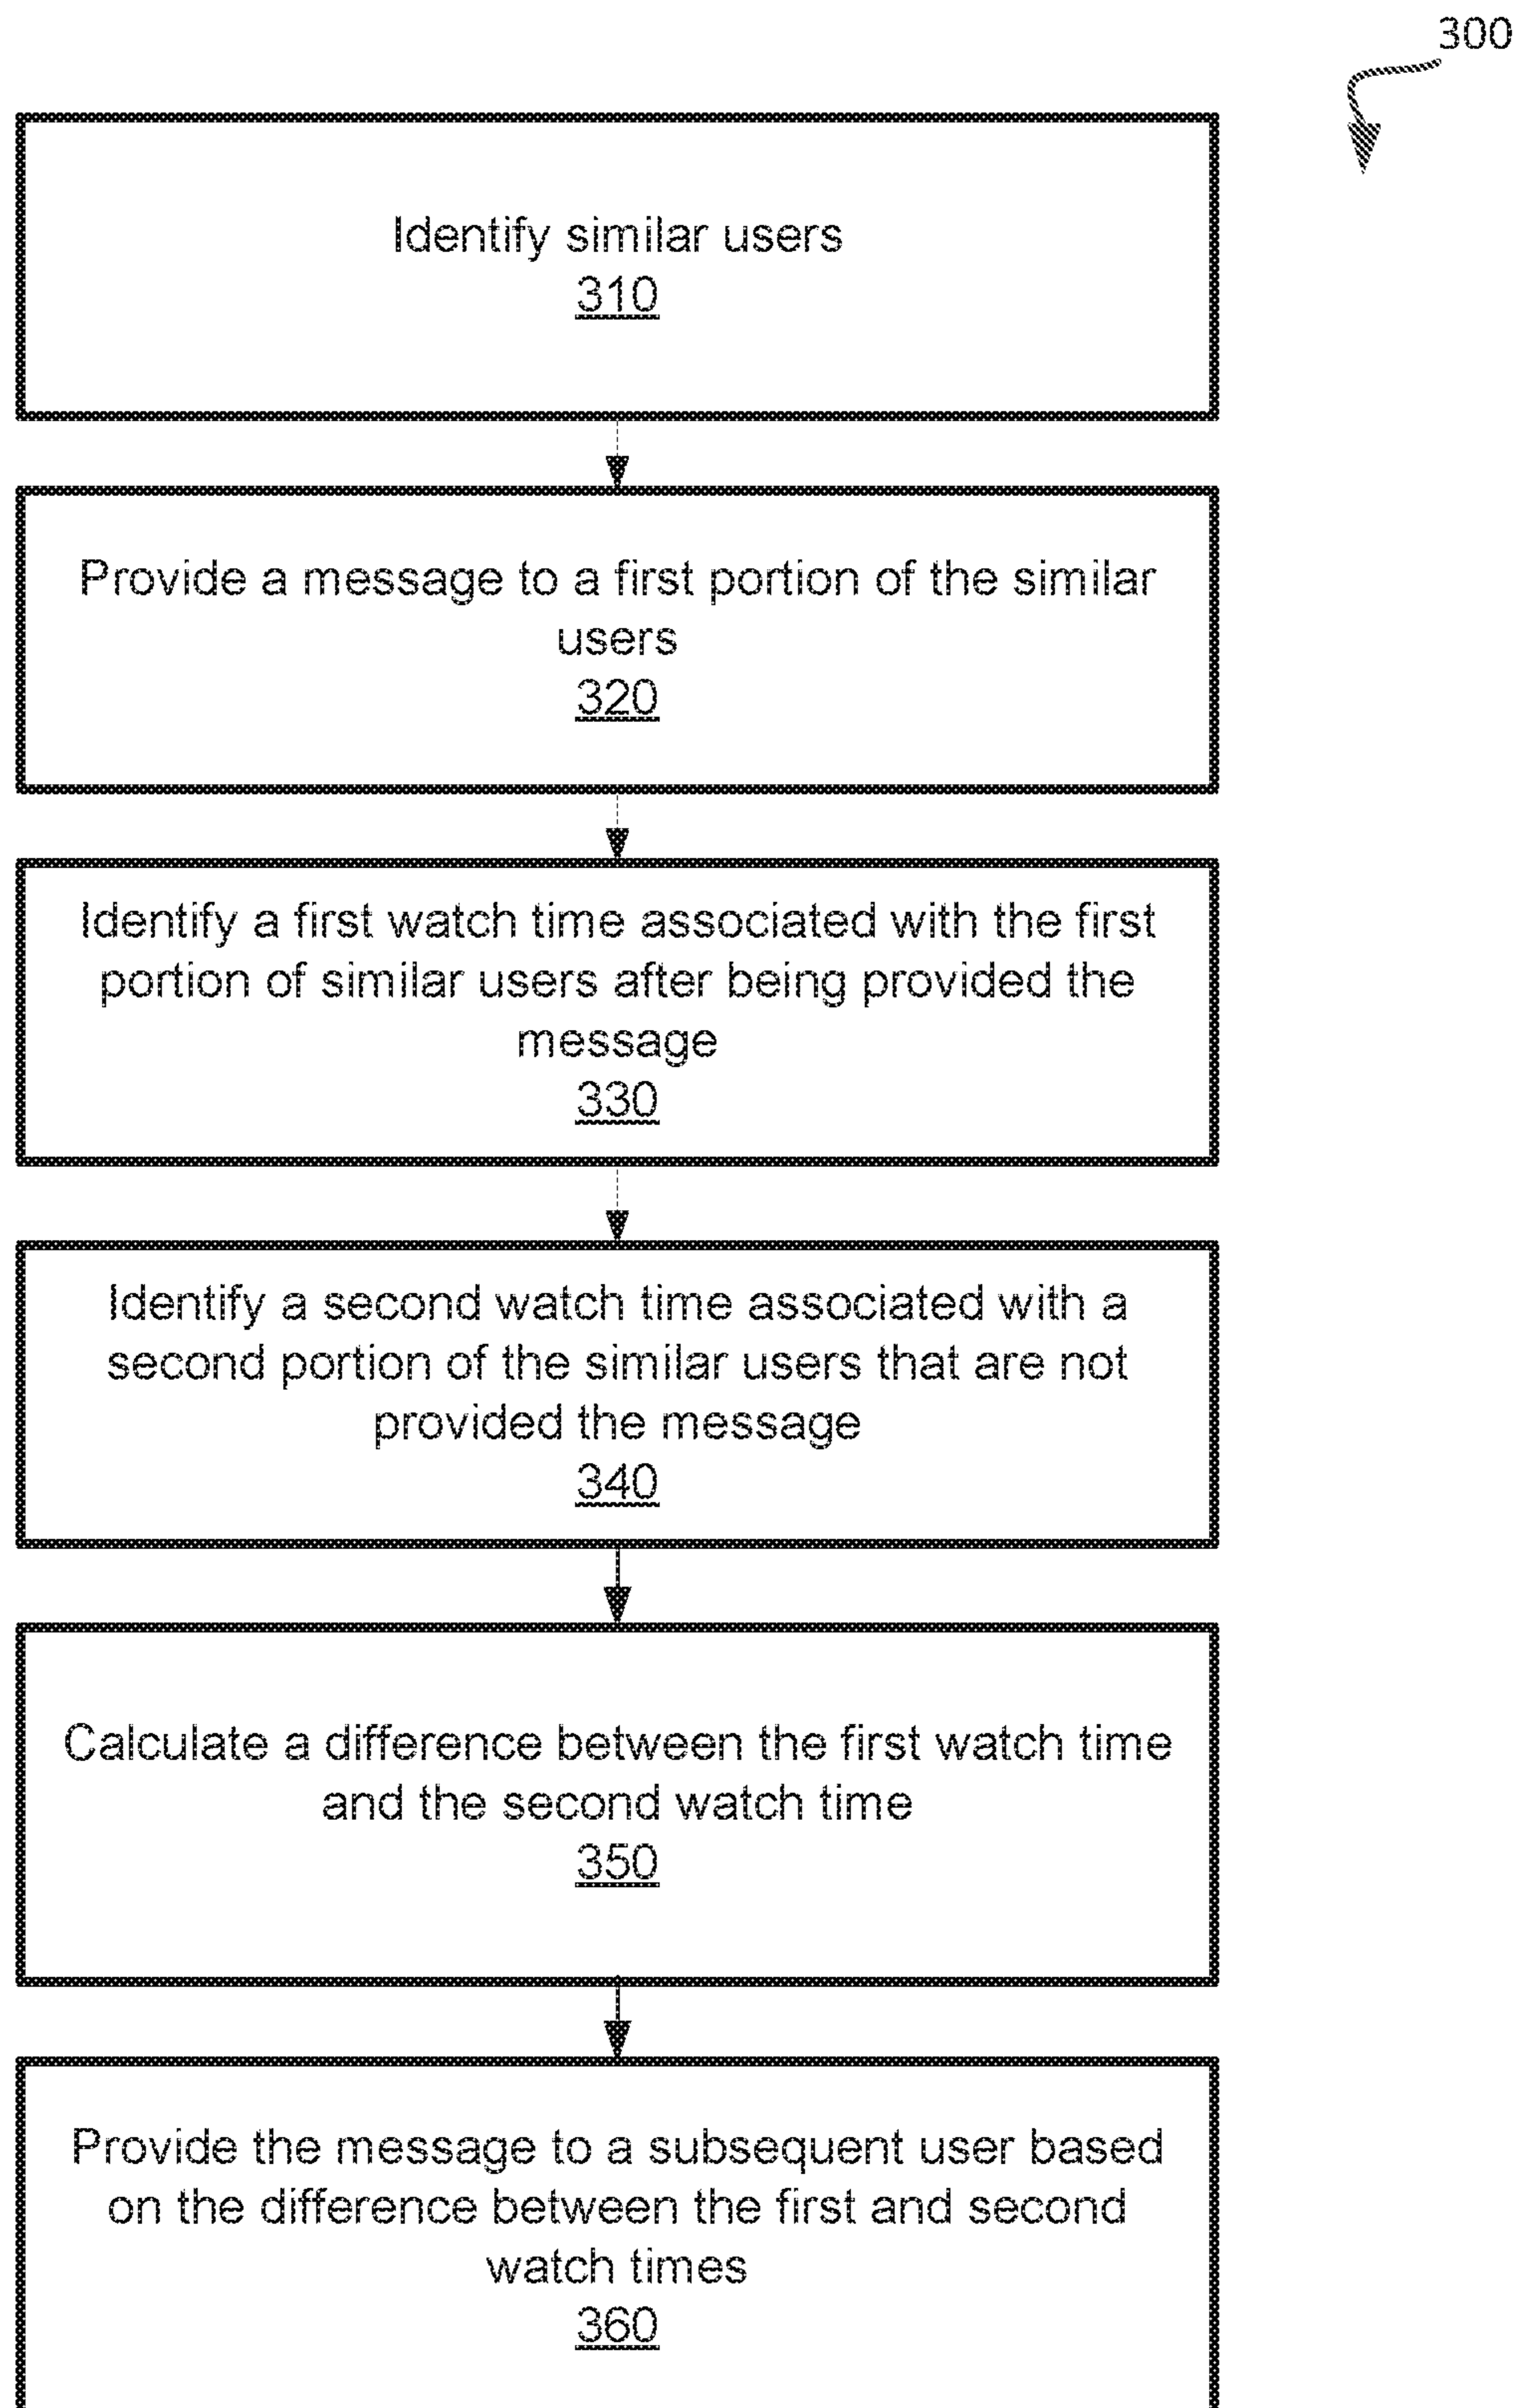 300
Identify similar users
310
Provide a message to a first portion of the similar
users
320
Identify a first watch time associated with the first
portion of similar users after being provided the
message
330
Identify a second watch time associated with a
second portion of the similar users that are not
provided the message
340
Calculate a difference between the first watch time
and the second watch time
350
Provide the message to a subsequent user based
on the difference between the first and second
watch times
360